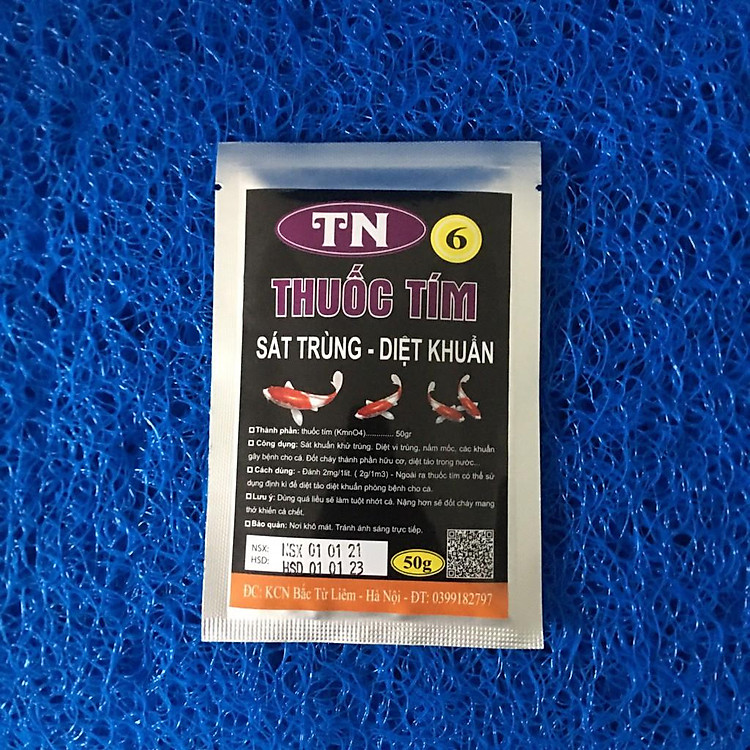 TN
6
THUỐC TÍM
SÁT TRÙNG - DIỆT KHUẨN
Thành phần: thuốc tím (KmnO4).............. 50gr
Công dụng: Sát khuẩn khử trùng. Diệt vi trùng, nấm mốc, các khuẩn
gây bệnh cho cá. Đốt cháy thành phần hữu cơ, diệt tảo trong nước...
Cách dùng: - Đánh 2mg/1lit. ( 2g/1m3) - Ngoài ra thuốc tím có thể sử
dụng định kì để diệt tảo diệt khuẩn phòng bệnh cho cá.
Lưu ý: Dùng quá liều sẽ làm tuột nhớt cá. Nặng hơn sẽ đốt cháy mang
thở khiến cá chết.
Bảo quản: Nơi khô mát. Tránh ánh sáng trực tiếp.
NSX: NSX 01 01 21
HSD: HSD 01 01 23
50g
ĐC: KCN Bắc Từ Liêm - Hà Nội - ĐT: 0399182797